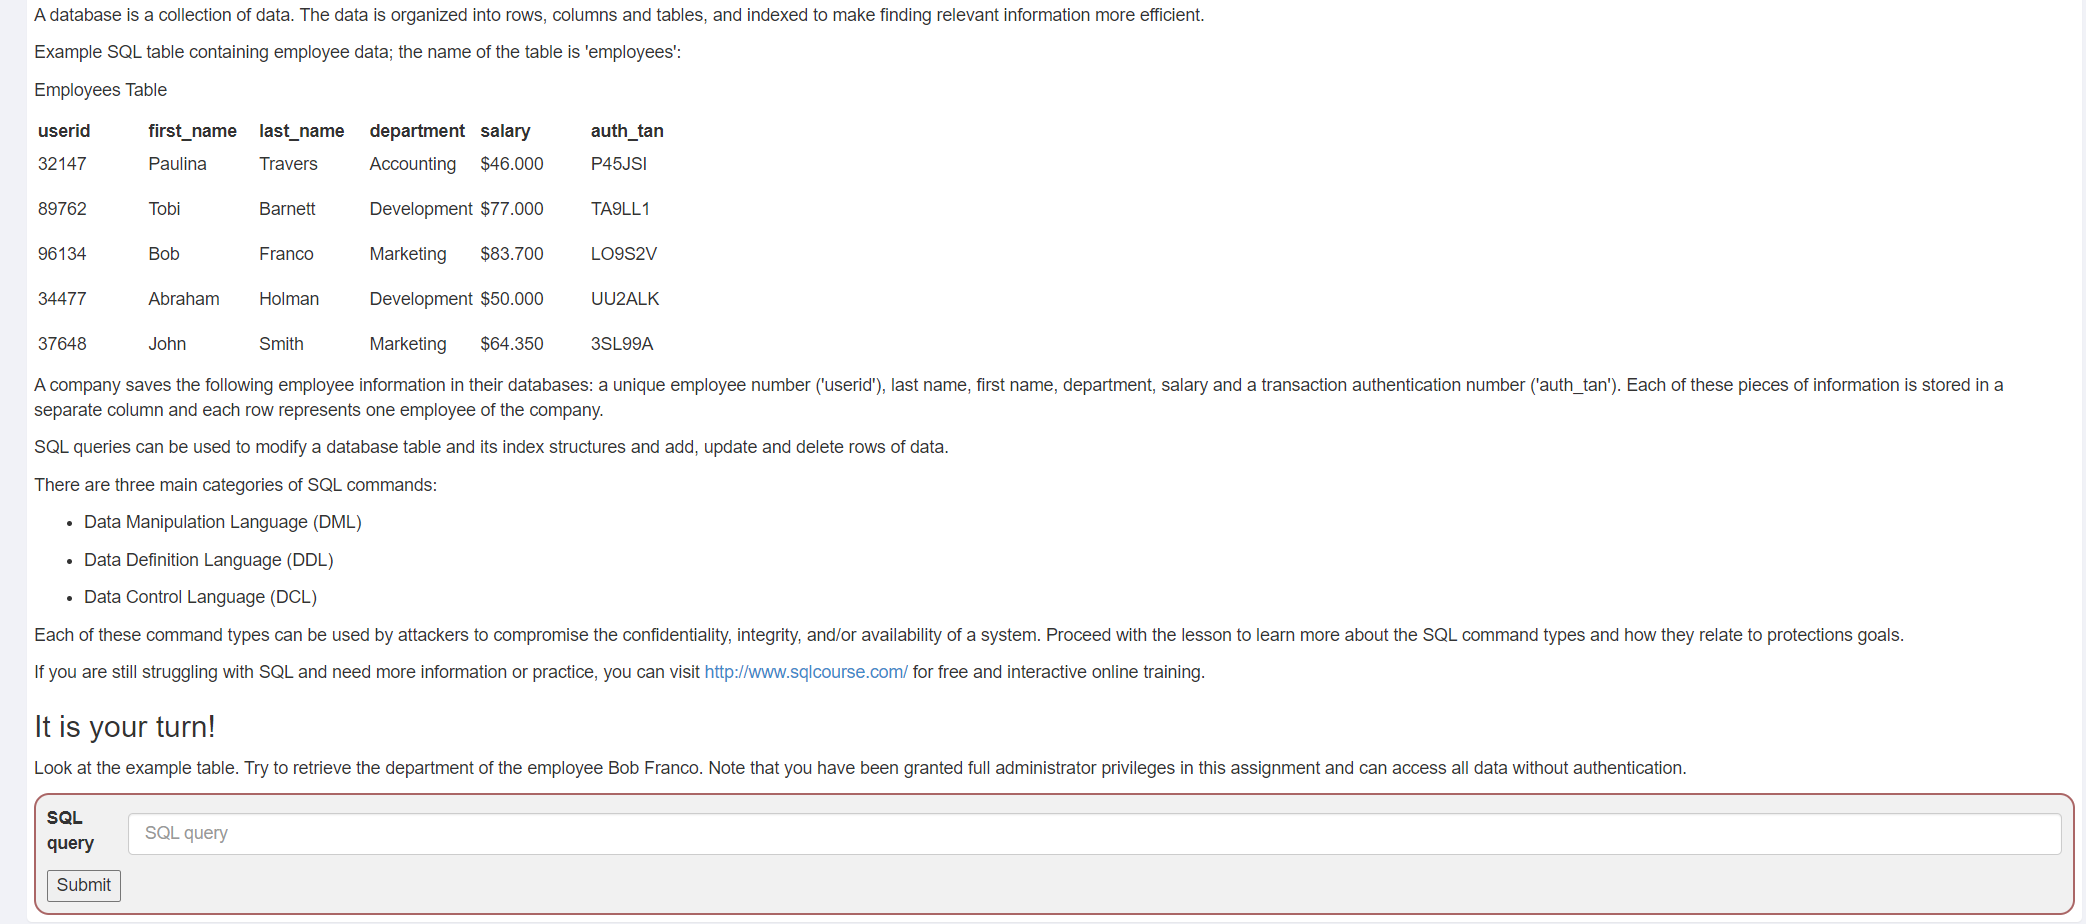 A database is a collection of data. The data is organized into rows, columns and tables, and indexed to make finding relevant information more efficient.
Example SQL table containing employee data; the name of the table is 'employees':
Employees Table
userid first_name last_name department salary auth_tan
32147 Paulina Travers Accounting $46.000 P45JSI
89762 Tobi Barnett Development $77.000 TA9LL1
96134 Bob Franco Marketing $83.700 LO9S2V
34477 Abraham Holman Development $50.000 UU2ALK
37648 John Smith Marketing $64.350 3SL99A
A company saves the following employee information in their databases: a unique employee number ('userid'), last name, first name, department, salary and a transaction authentication number ('auth_tan'). Each of these pieces of information is stored in a
separate column and each row represents one employee of the company.
SQL queries can be used to modify a database table and its index structures and add, update and delete rows of data.
There are three main categories of SQL commands:
• Data Manipulation Language (DML)
• Data Definition Language (DDL)
• Data Control Language (DCL)
Each of these command types can be used by attackers to compromise the confidentiality, integrity, and/or availability of a system. Proceed with the lesson to learn more about the SQL command types and how they relate to protections goals.
If you are still struggling with SQL and need more information or practice, you can visit http://www.sqlcourse.com/ for free and interactive online training.
It is your turn!
Look at the example table. Try to retrieve the department of the employee Bob Franco. Note that you have been granted full administrator privileges in this assignment and can access all data without authentication.
SQL
query
SQL query
Submit